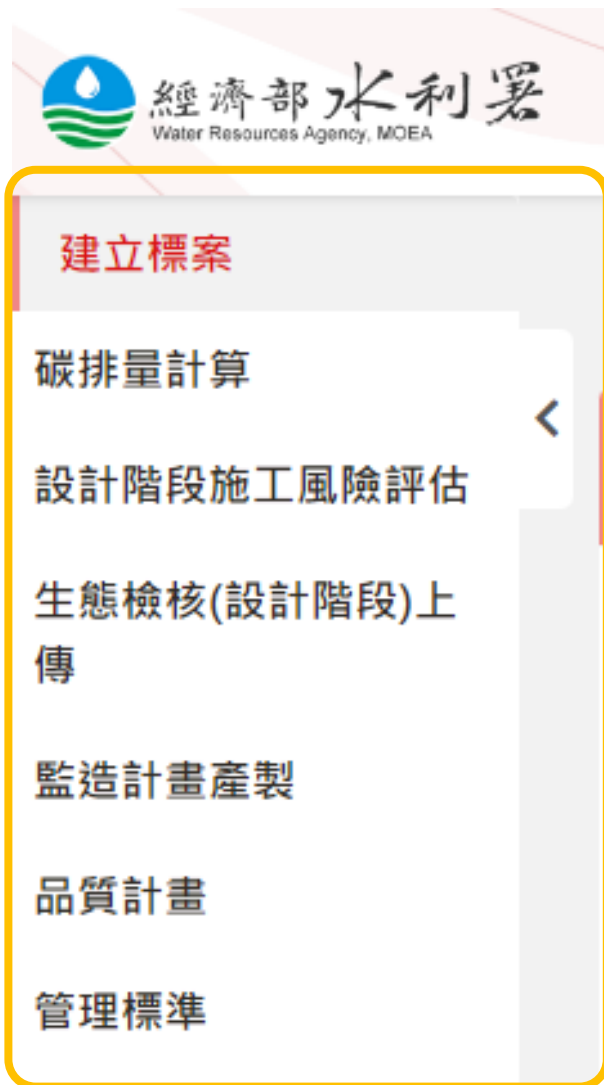 經濟部水利署
Water Resources Agency, MOEA
建立標案
碳排量計算
設計階段施工風險評估
生態檢核(設計階段)上
傳
監造計畫產製
品質計畫
管理標準